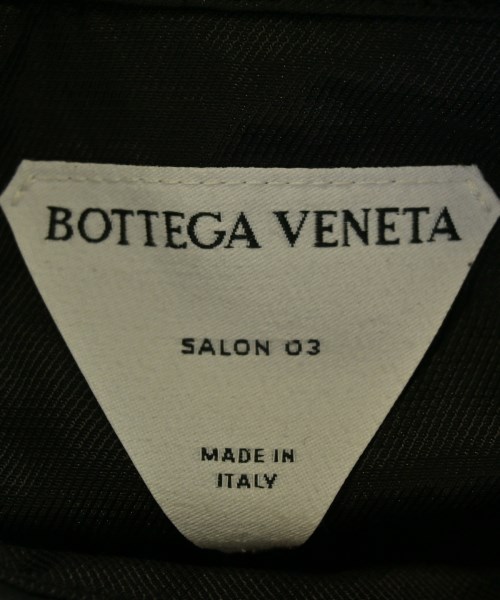 BOTTEGA VENETA
SALON 03
MADE IN
ITALY